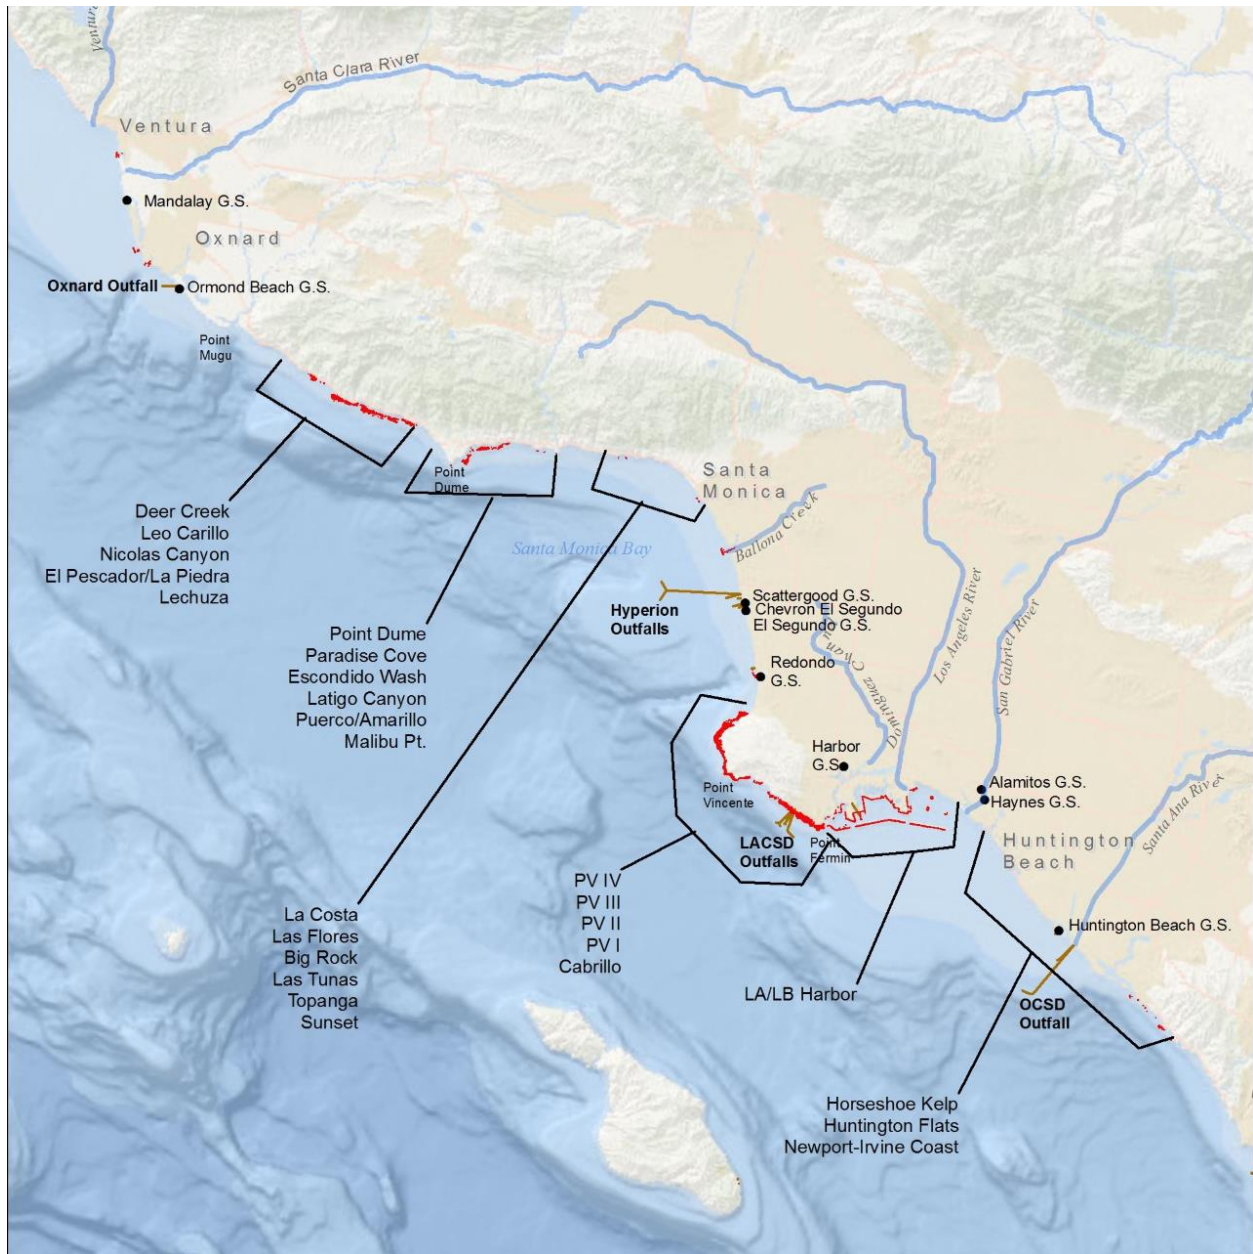 Ventura
Santa Clara River
Ventura
Mandalay G.S.
Oxnard
Oxnard Outfall
Ormond Beach G.S.
Point
Mugu
Santa
Monica
Point
Dume
Deer Creek
Leo Carillo
Nicolas Canyon
El Pescador/La Piedra
Lechuza
Santa Monica Bay
Ballona Creek
Hyperion
Outfalls
Scattergood G.S.
Chevron El Segundo
El Segundo G.S.
Point Dume
Paradise Cove
Escondido Wash
Latigo Canyon
Puerco/Amarillo
Malibu Pt.
Redondo
G.S.
Dominguez Channel
Los Angeles River
San Gabriel River
Harbor
G.S.
Point
Vincente
Alamitos G.S.
Haynes G.S.
Santa Ana River
LACSD
Outfalls
Point
Fermin
Huntington
Beach
PV IV
PV III
PV II
PV I
Cabrillo
La Costa
Las Flores
Big Rock
Las Tunas
Topanga
Sunset
Huntington Beach G.S.
LA/LB Harbor
OCSD
Outfall
Horseshoe Kelp
Huntington Flats
Newport-Irvine Coast